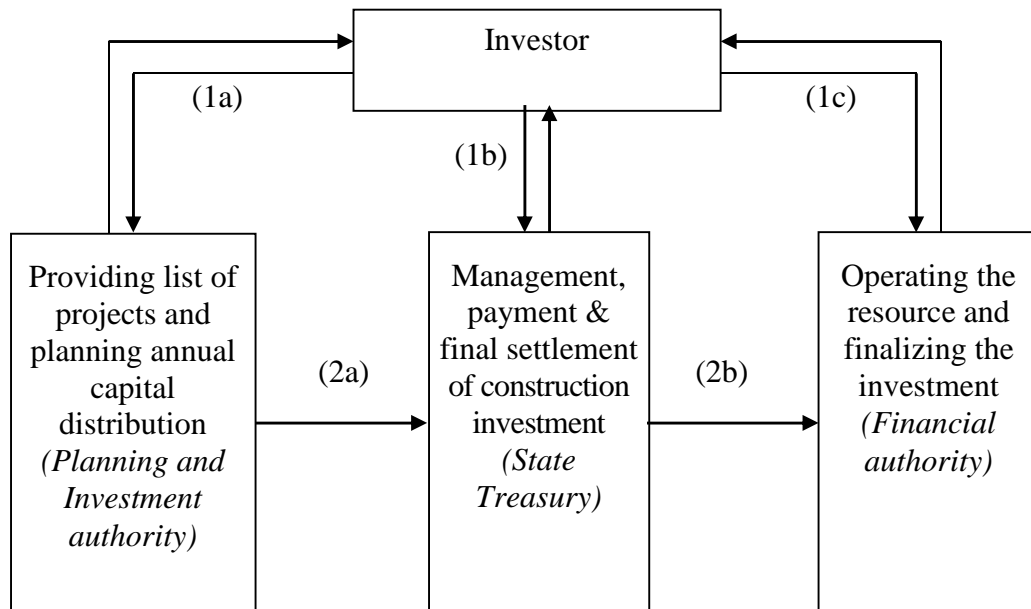 Investor
(1a)
(1c)
(1b)
Providing list of
projects and
planning annual
capital
distribution
(Planning and
Investment
authority)
(2a)
Management,
payment &
final settlement
of construction
investment
(State
Treasury)
(2b)
Operating the
resource and
finalizing the
investment
(Financial
authority)